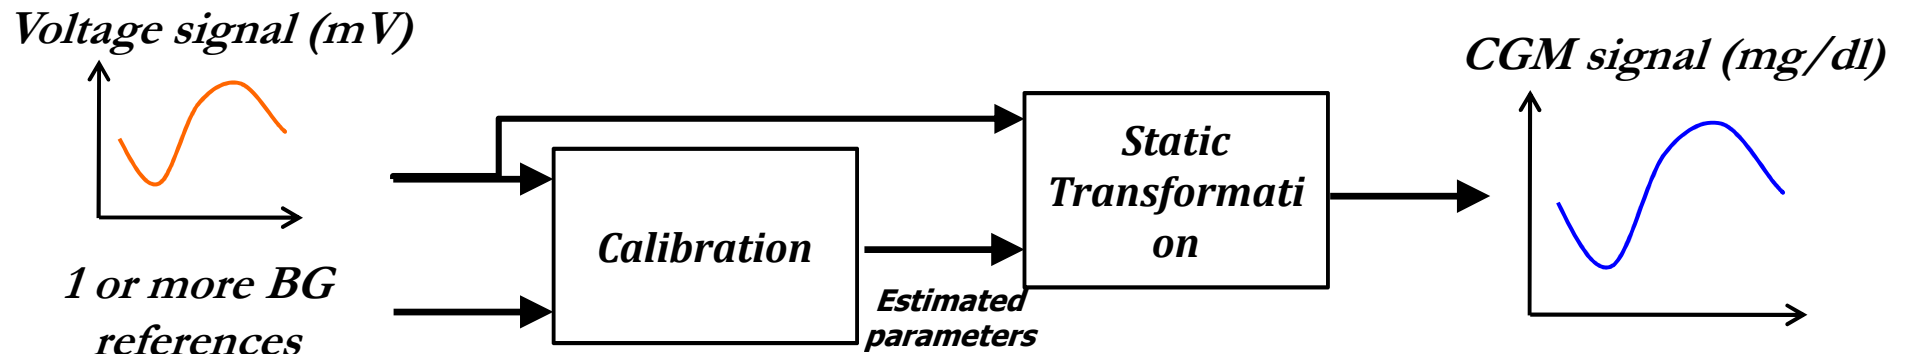 Voltage signal (mV)
1 or more BG
references
Calibration
Estimated
parameters
Static
Transformati
on
CGM signal (mg/dl)